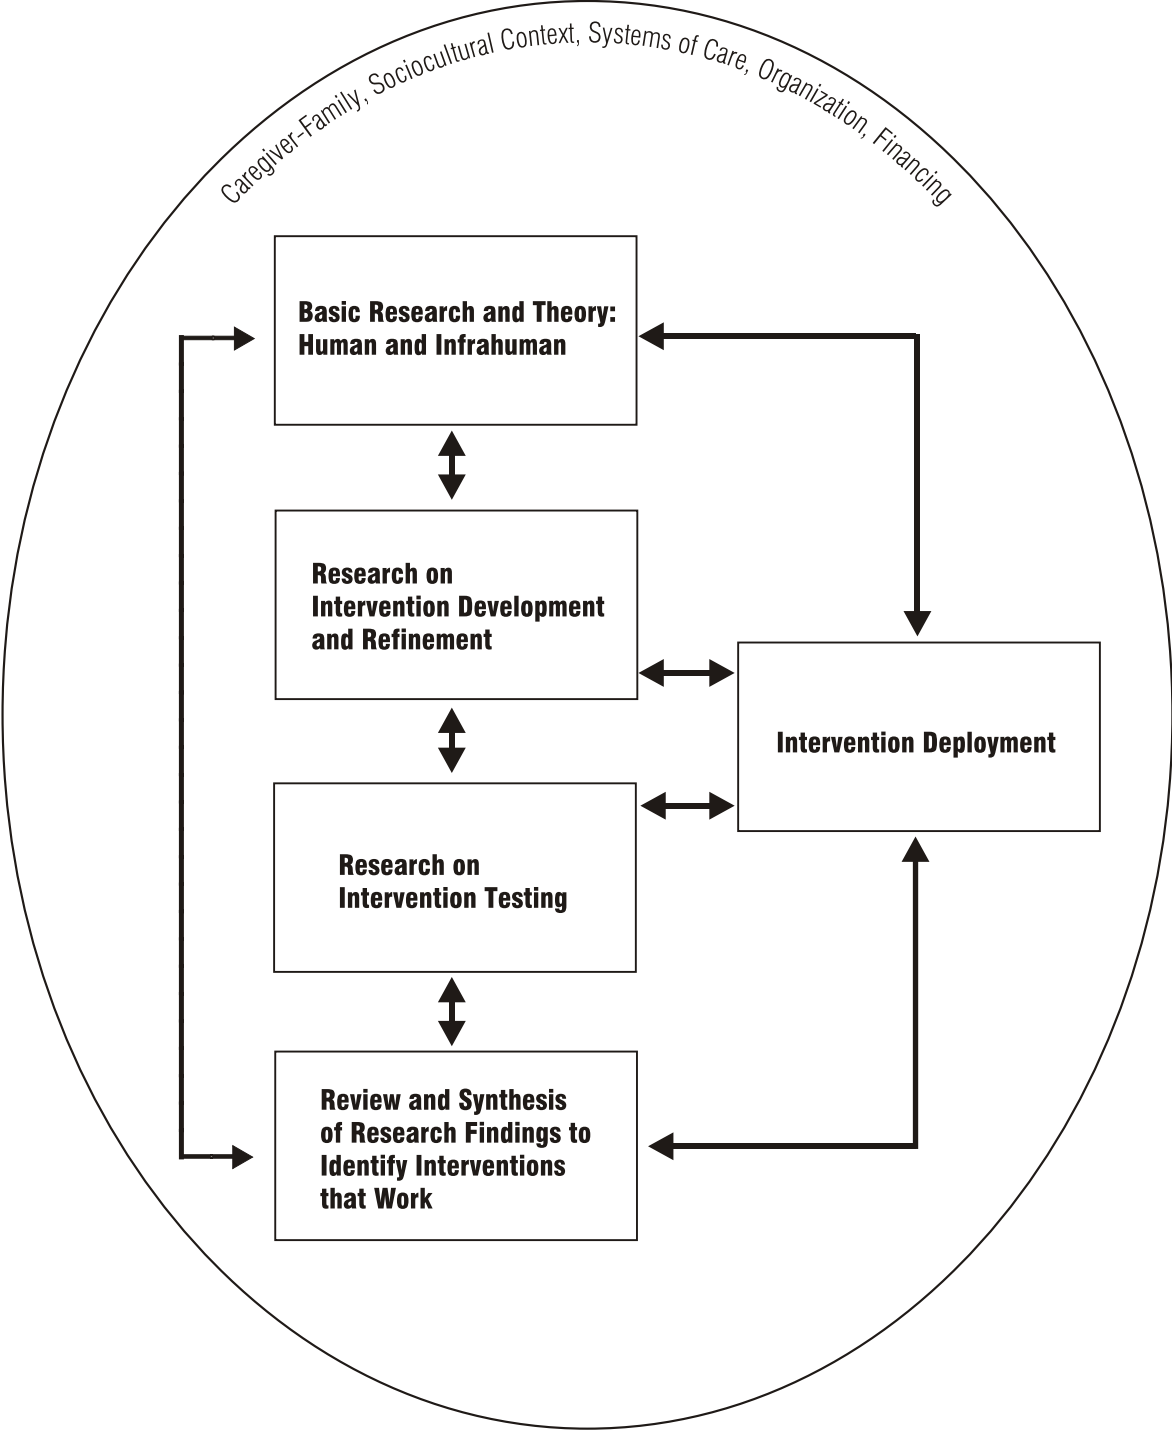 Caregiver-Family, Sociocultural Context, Systems of Care, Organization, Financing
Basic Research and Theory:
Human and Infrahuman
Research on
Intervention Development
and Refinement
Intervention Deployment
Research on
Intervention Testing
Review and Synthesis
of Research Findings to
Identify Interventions
that Work